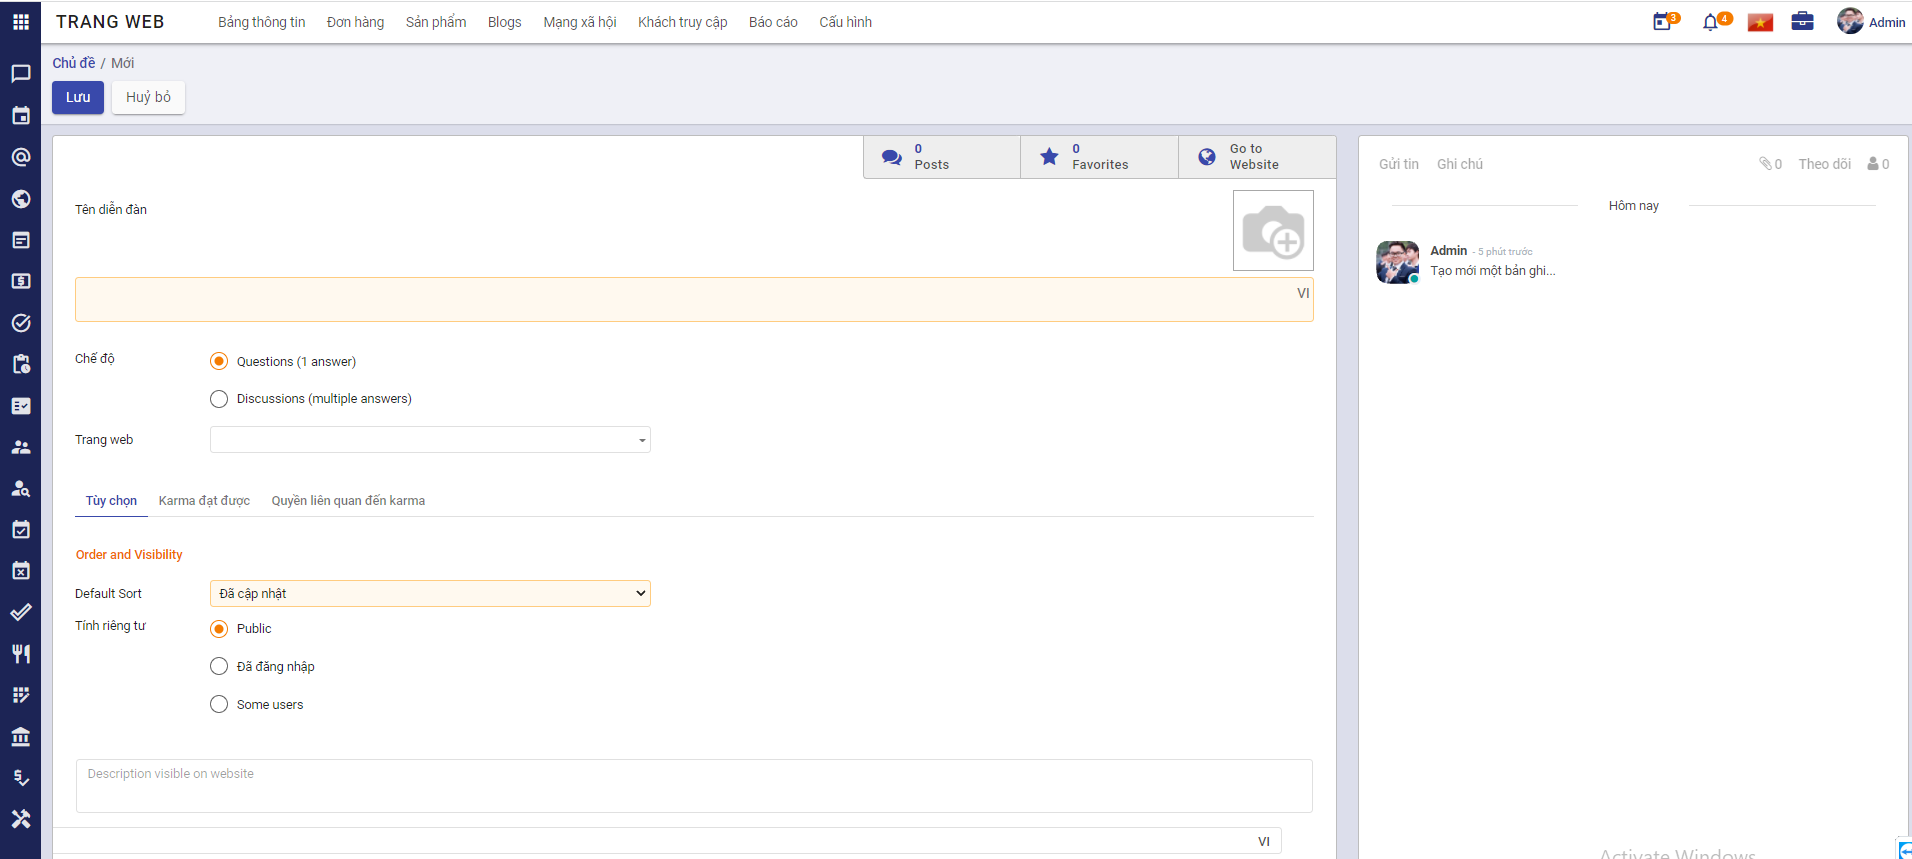 TRANG WEB Bảng thông tin Đơn hàng Sản phẩm Blogs Mạng xã hội Khách truy cập Báo cáo Cấu hình 3 4 Admin
Chủ đề / Mới
Lưu Huỷ bỏ
0 Posts
0 Favorites
Go to Website
Tên diễn đàn
VI
Chế độ
Questions (1 answer)
Discussions (multiple answers)
Trang web
Tùy chọn Karma đạt được Quyền liên quan đến karma
Order and Visibility
Default Sort Đã cập nhật
Tính riêng tư
Public
Đã đăng nhập
Some users
Description visible on website
VI
Gửi tin Ghi chú 0 Theo dõi 0
Hôm nay
Admin - 5 phút trước
Tạo mới một bản ghi...
Activate Windows